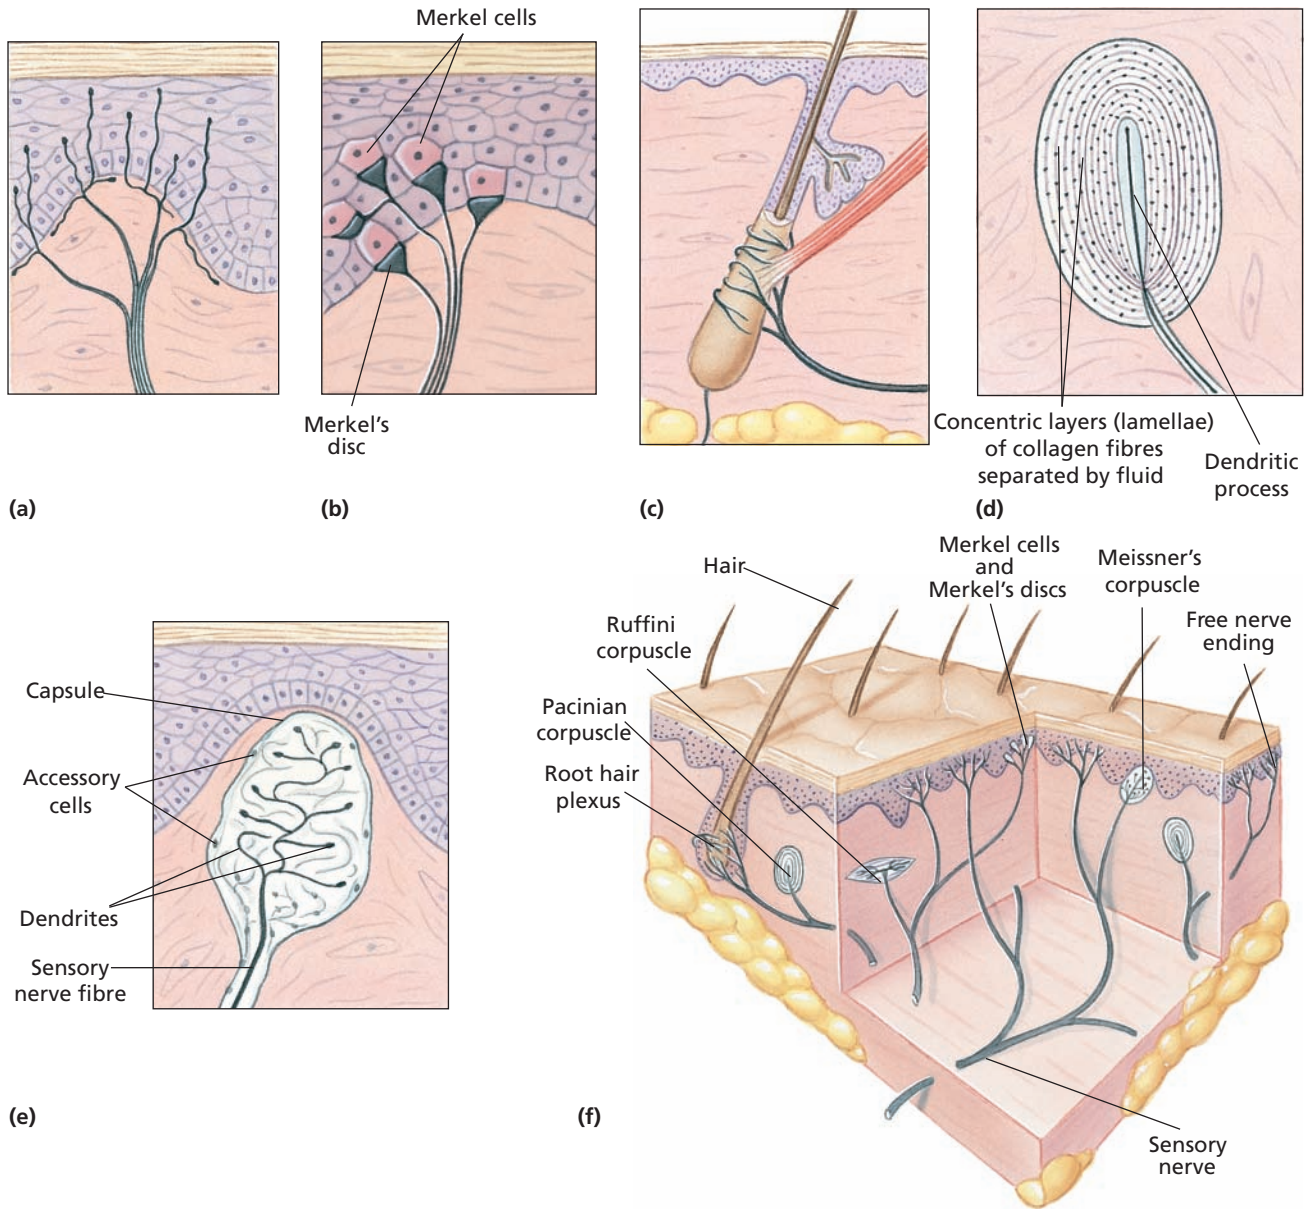 Merkel cells
Merkel's
disc
Concentric layers (lamellae)
of collagen fibres
separated by fluid
Dendritic
process
(a)
(b)
(c)
(d)
Capsule
Accessory
cells
Dendrites
Sensory
nerve fibre
(e)
Hair
Ruffini
corpuscle
Pacinian
corpuscle
Root hair
plexus
Merkel cells
and
Merkel's discs
Meissner's
corpuscle
Free nerve
ending
Sensory
nerve
(f)